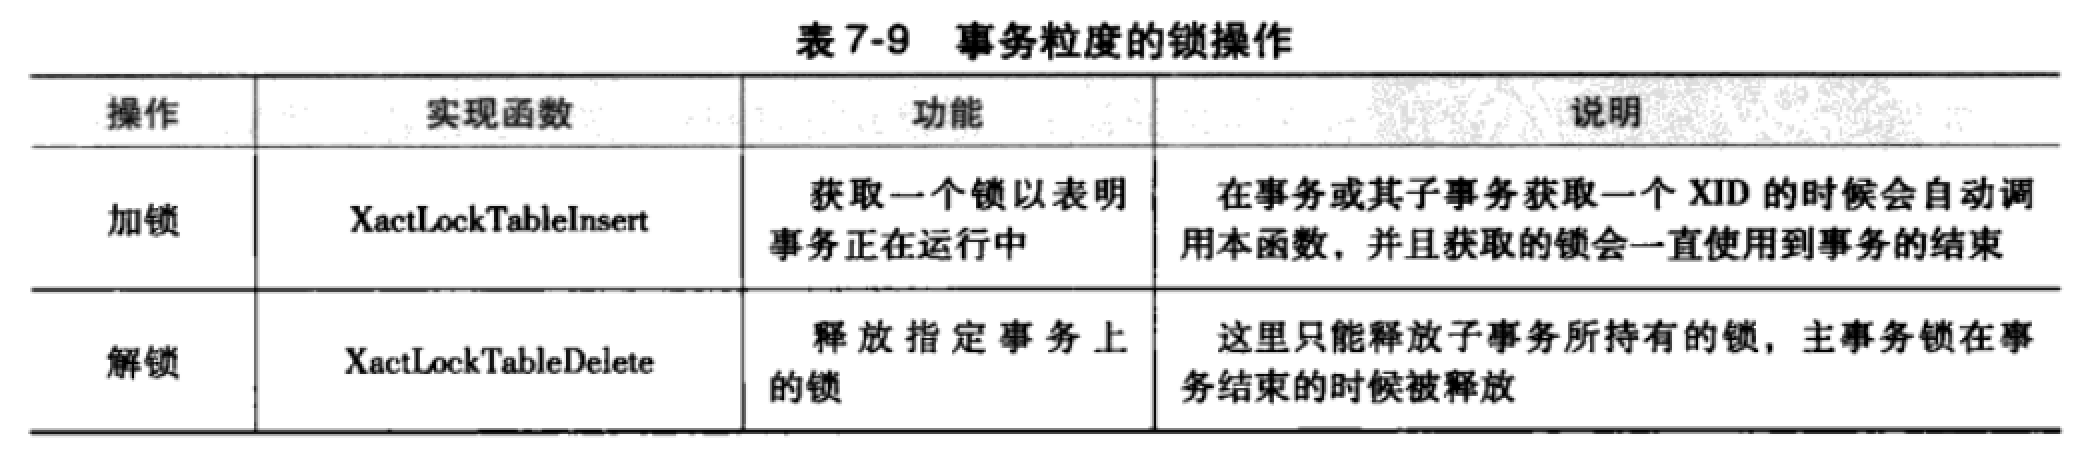 表7-9 事务粒度的锁操作
操作 实现函数 功能 说明
加锁 XactLockTableInsert 获取一个锁以表明
事务正在运行中
在事务或其子事务获取一个 XID 的时候会自动调
用本函数，并且获取的锁会一直使用到事务的结束
解锁 XactLockTableDelete 释放指定事务上
的锁
这里只能释放子事务所持有的锁，主事务锁在事
务结束的时候被释放